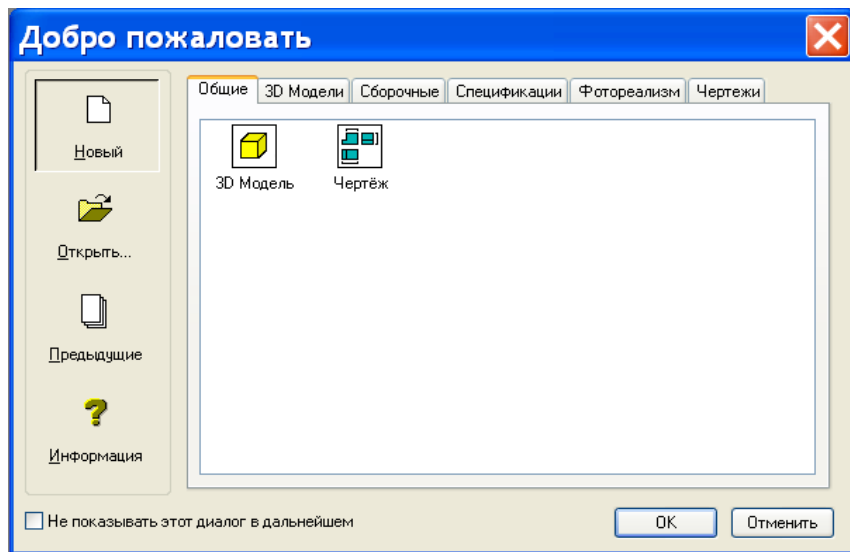 Добро пожаловать
Общие 3D Модели Сборочные Спецификации Фотореализм Чертежи
Новый
3D Модель Чертёж
Открыть...
Предыдущие
Информация
Не показывать этот диалог в дальнейшем
OK Отменить